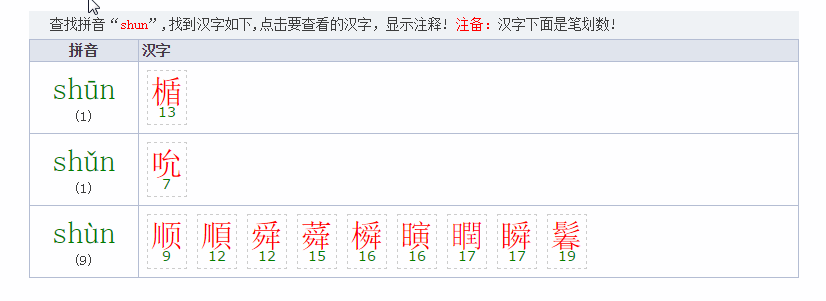 查找拼音“shun”,找到汉字如下,点击要查看的汉字，显示注释! 注备：汉字下面是笔划数!
拼音 汉字
shūn 楯
(1) 13
shǔn 吮
(1) 7
shùn 顺 順 舜 蕣 橓 瞚 瞤 瞬 鬊
(9) 9 12 12 15 16 16 17 17 19